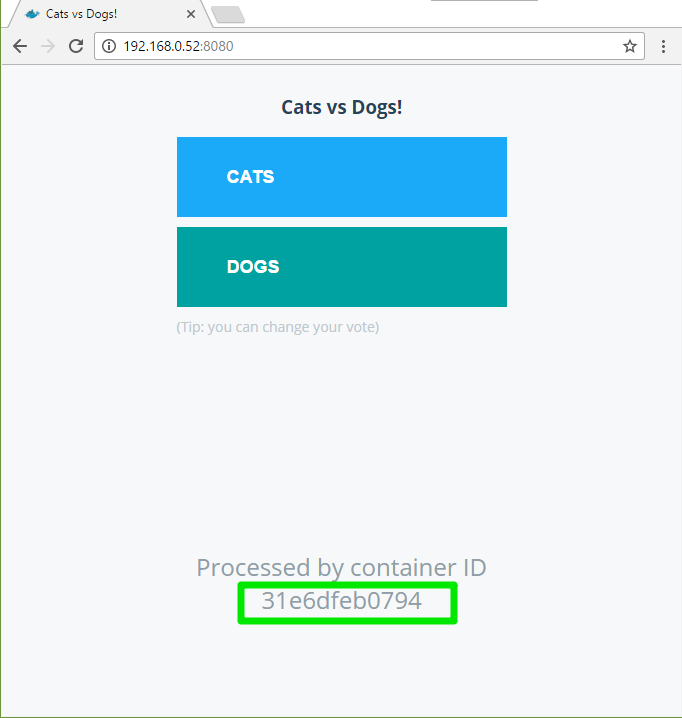 Cats vs Dogs!
192.168.0.52:8080
Cats vs Dogs!
CATS
DOGS
(Tip: you can change your vote)
Processed by container ID
31e6dfeb0794